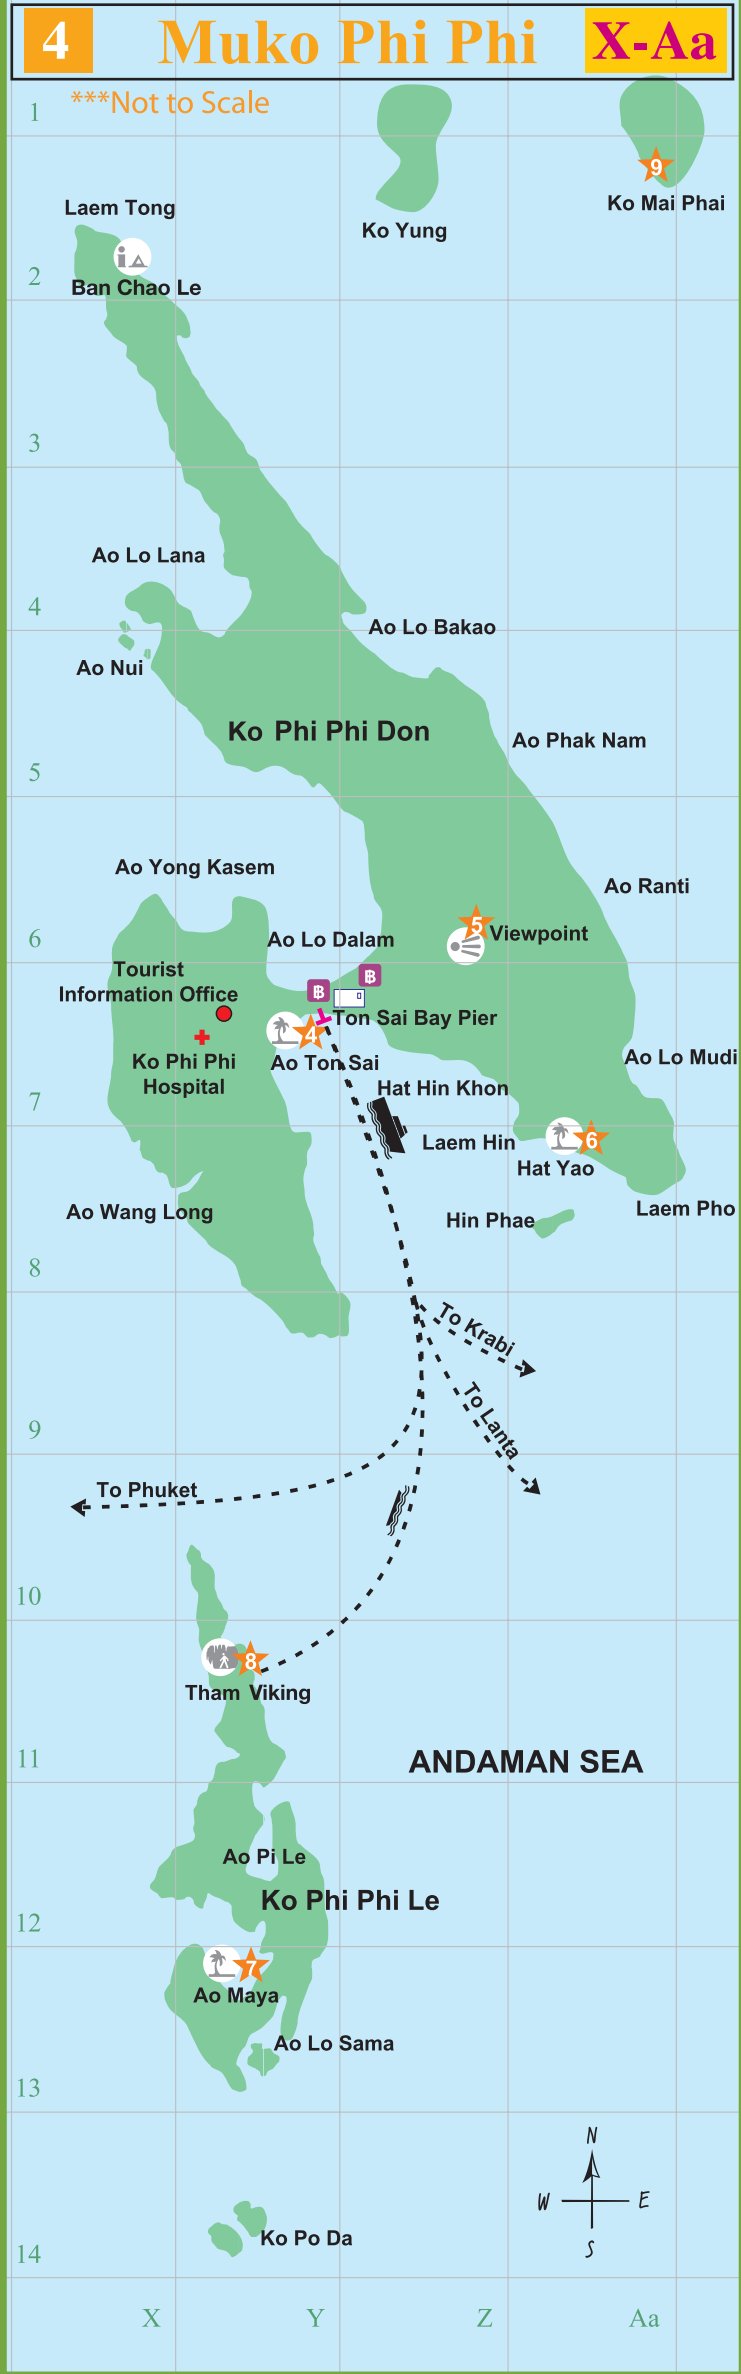 4 Muko Phi Phi X-Aa
***Not to Scale
1
9
Ko Mai Phai
Laem Tong
Ko Yung
2
Ban Chao Le
3
Ao Lo Lana
4
Ao Lo Bakao
Ao Nui
Ko Phi Phi Don
Ao Phak Nam
5
Ao Yong Kasem
Ao Ranti
6
5
Viewpoint
Ao Lo Dalam
Tourist
Information Office
฿
฿
Ton Sai Bay Pier
4
Ko Phi Phi
Hospital
Ao Ton Sai
Ao Lo Mudi
Hat Hin Khon
7
Laem Hin
6
Hat Yao
Ao Wang Long
Hin Phae
Laem Pho
8
To Krabi
To Lanta
9
To Phuket
10
8
Tham Viking
11
ANDAMAN SEA
Ao Pi Le
Ko Phi Phi Le
12
7
Ao Maya
Ao Lo Sama
13
N
W E
S
Ko Po Da
14
X Y Z Aa